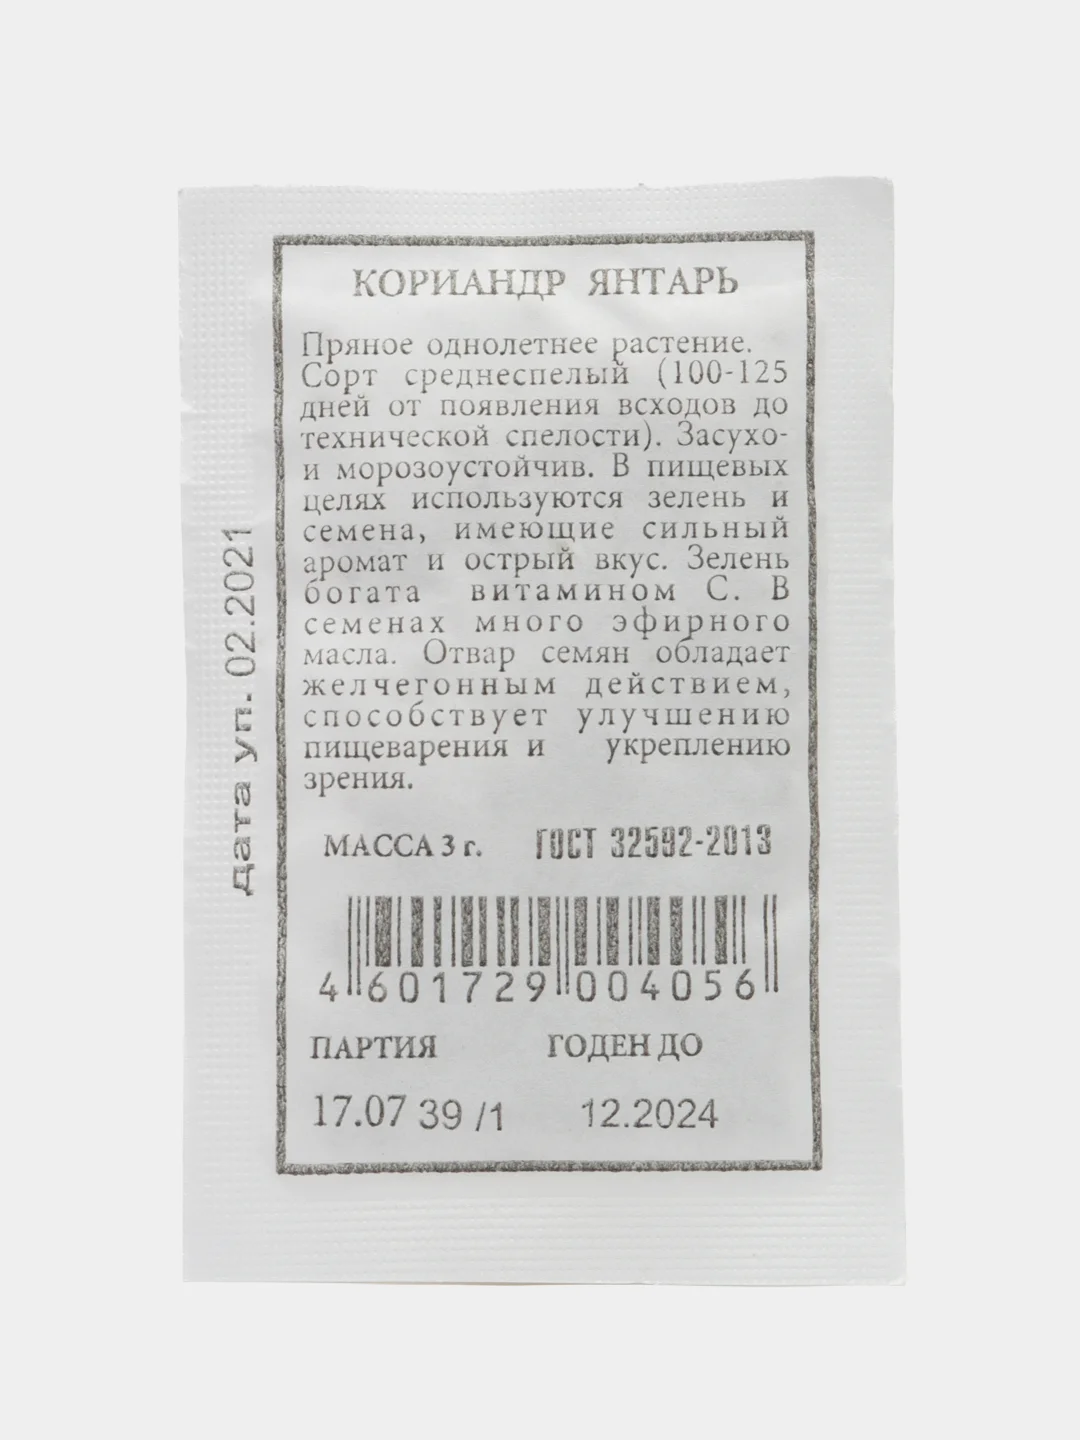 КОРИАНДР ЯНТАРЬ
Пряное однолетнее растение.
Сорт среднеспелый (100-125
дней от появления всходов до
технической спелости). Засухо-
и морозоустойчив. В пищевых
целях используются зелень и
семена, имеющие сильный
аромат и острый вкус. Зелень
богата витамином С. В
семенах много эфирного
масла. Отвар семян обладает
желчегонным действием,
способствует улучшению
пищеварения и укреплению
зрения.
МАССА 3 г. ГОСТ 32592-2013
4 601729 004056
ПАРТИЯ ГОДЕН ДО
17.07 39 /1 12.2024
дата уп. 02.2021